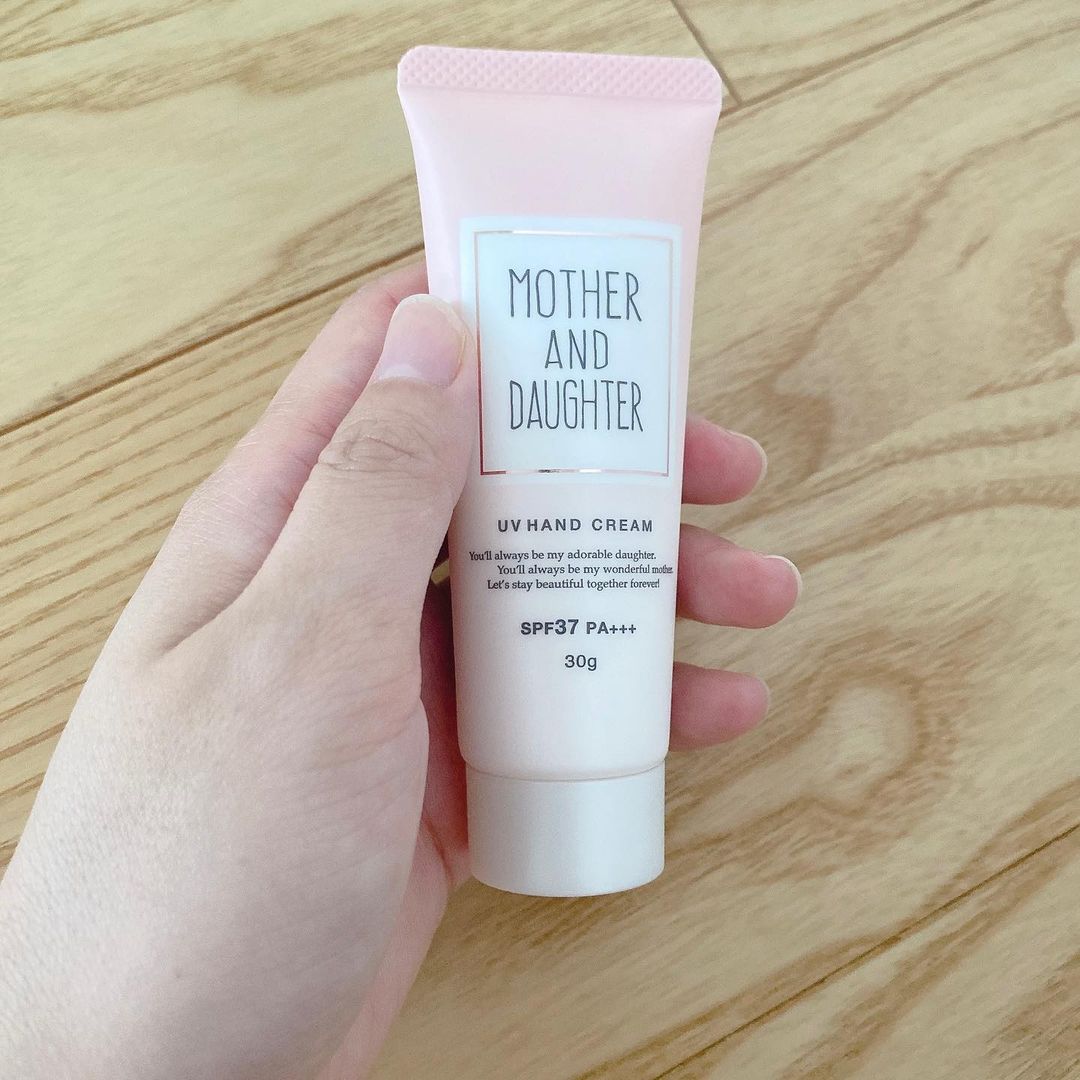 MOTHER
AND
DAUGHTER
UV HAND CREAM
You'll always be my adorable daughter.
You'll always be my wonderful mother.
Let's stay beautiful together forever!
SPF37 PA+++
30g